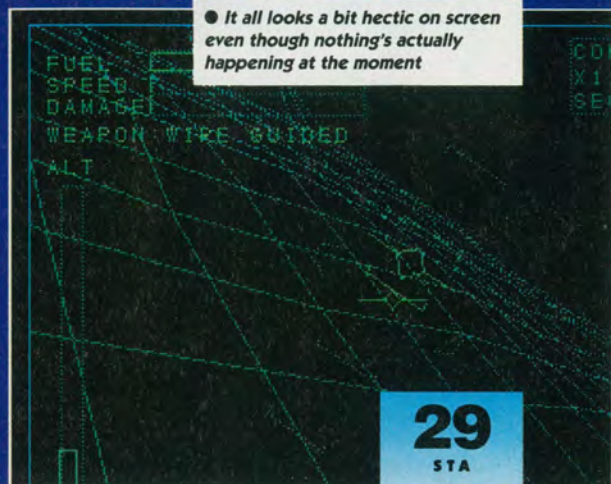 ● It all looks a bit hectic on screen
even though nothing's actually
happening at the moment
FUEL
SPEED
DAMAGE
WEAPON WIRE GUIDED
ALT
29
STA